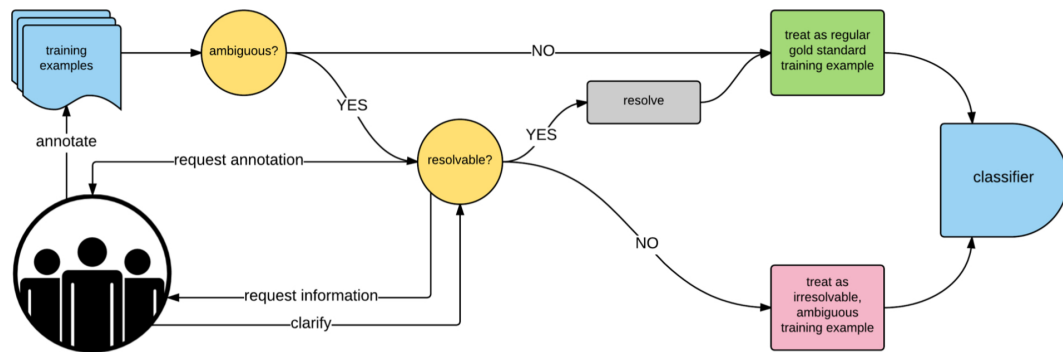 training
examples
ambiguous?
NO
treat as regular
gold standard
training example
resolve
YES
YES
annotate
request annotation
resolvable?
classifier
NO
request information
clarify
treat as
irresolvable,
ambiguous
training example